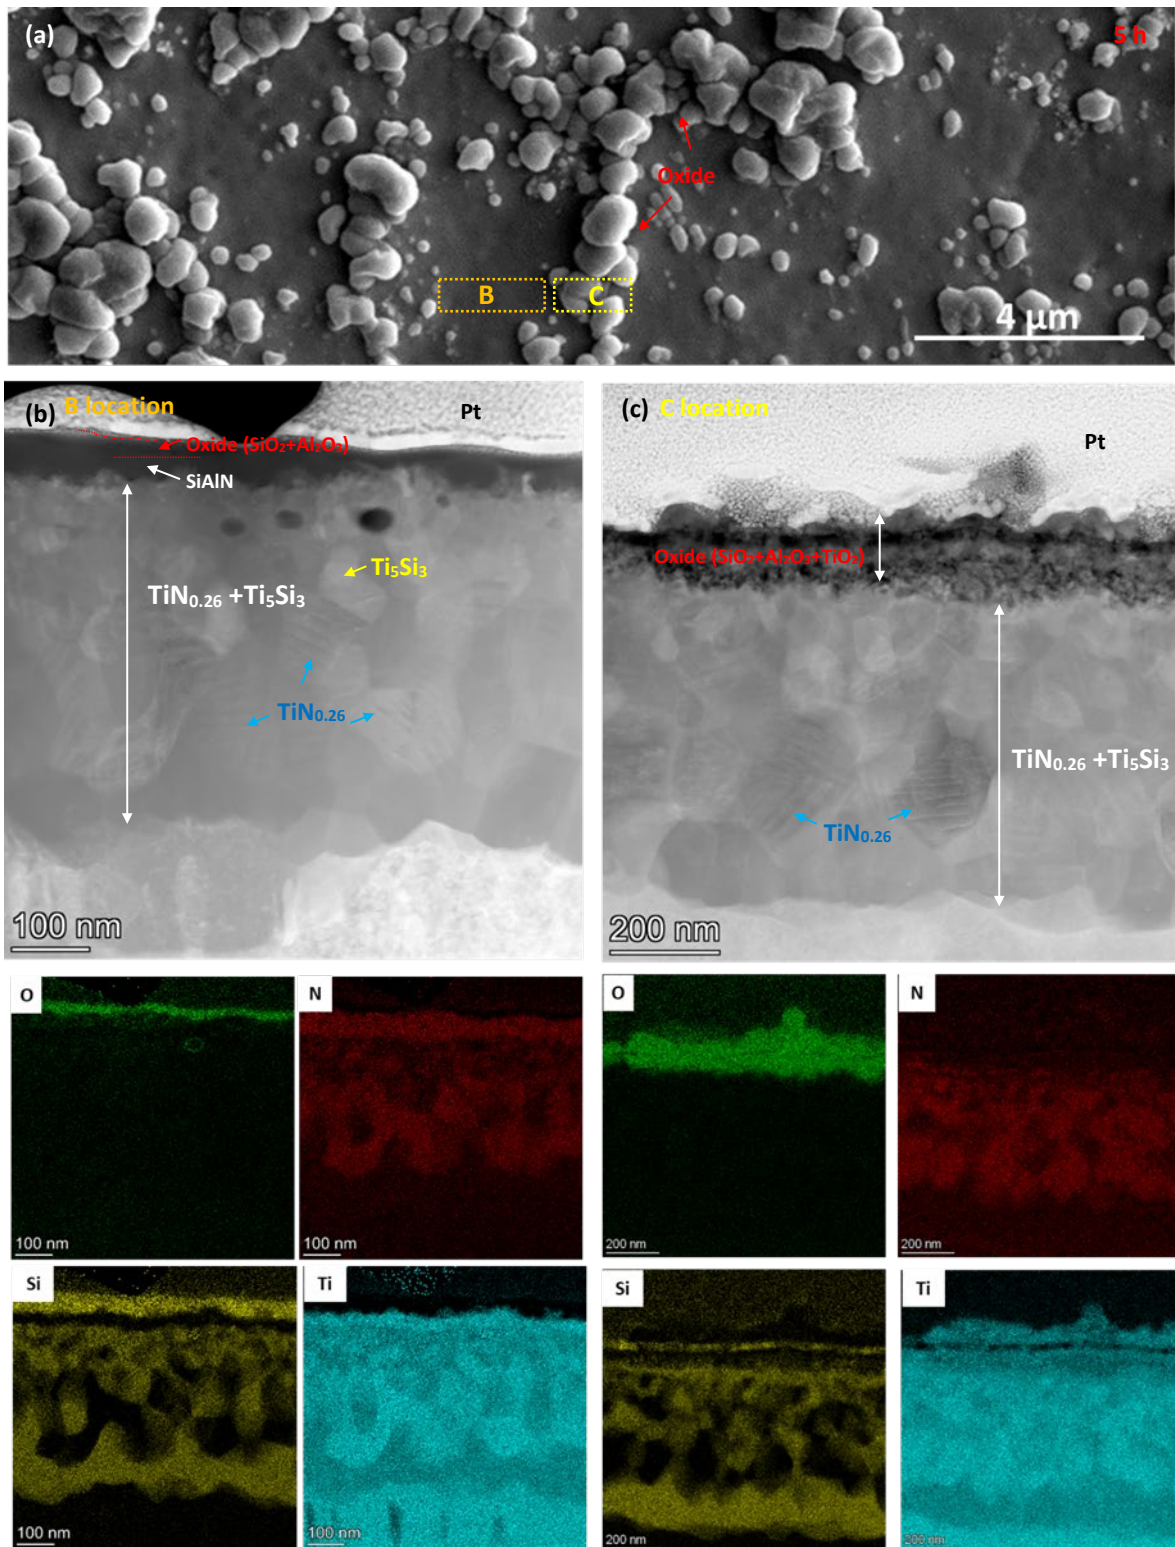 (a)
5 h
Oxide
B
C
4 μm
(b)
B location
Pt
Oxide (SiO₂+Al₂O₃)
SiAlN
Ti₅Si₃
TiN₀.₂₆ +Ti₅Si₃
TiN₀.₂₆
100 nm
(c)
C location
Pt
Oxide (SiO₂+Al₂O₃+TiO₂)
TiN₀.₂₆ +Ti₅Si₃
TiN₀.₂₆
200 nm
O
100 nm
N
100 nm
O
200 nm
N
200 nm
Si
100 nm
Ti
100 nm
Si
200 nm
Ti
200 nm